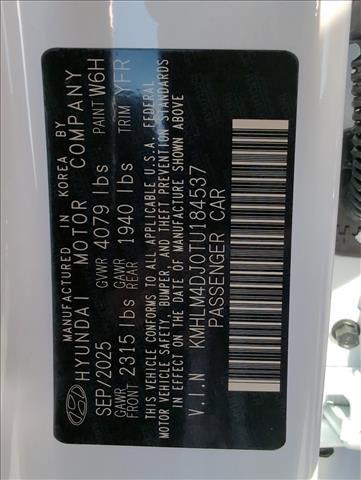 MANUFACTURED IN KOREA BY
HYUNDAI MOTOR COMPANY
SEP/2025 GVWR 4079 lbs PAINT W6H
GAWR FRONT 2315 lbs GAWR REAR 1940 lbs TRIM YFR
THIS VEHICLE CONFORMS TO ALL APPLICABLE U.S.A. FEDERAL
MOTOR VEHICLE SAFETY, BUMPER, AND THEFT PREVENTION STANDARDS
IN EFFECT ON THE DATE OF MANUFACTURE SHOWN ABOVE
V.I.N KMHLM4DJ0TU184537
PASSENGER CAR